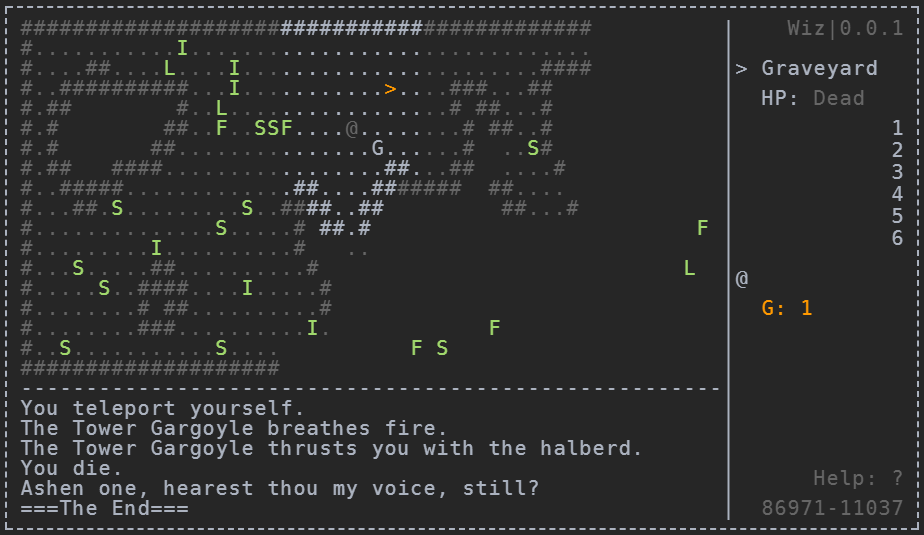 Wiz|0.0.1
> Graveyard
HP: Dead
1
2
3
4
5
6
@
G: 1
Help: ?
86971-11037
You teleport yourself.
The Tower Gargoyle breathes fire.
The Tower Gargoyle thrusts you with the halberd.
You die.
Ashen one, hearest thou my voice, still?
===The End===